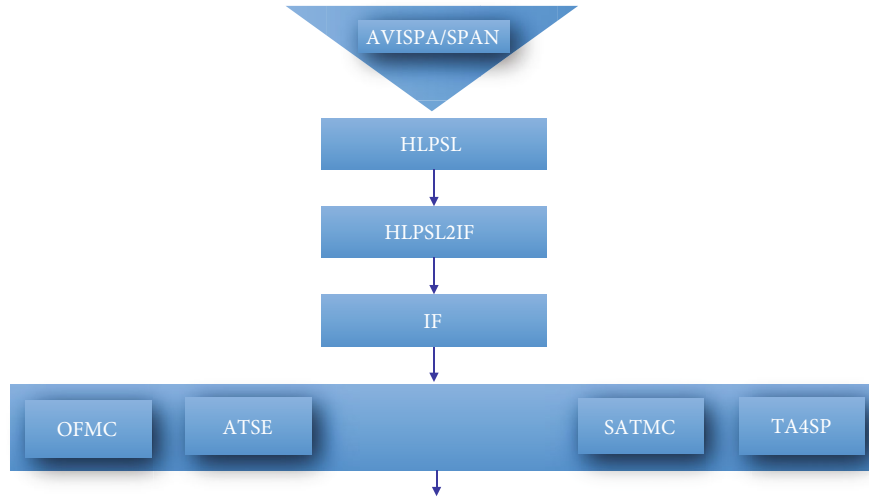 AVISPA/SPAN
HLPSL
HLPSL2IF
IF
OFMC
ATSE
SATMC
TA4SP